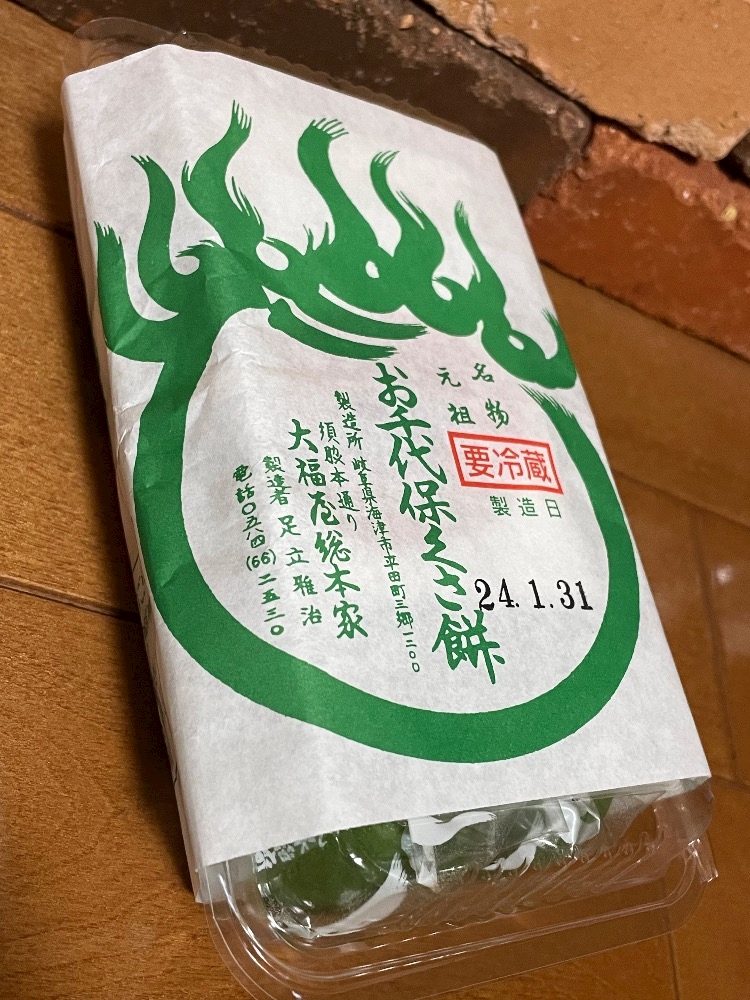 名物
元祖
要冷蔵
製造日
24.1.31
お千代保くさ餅
製造所 岐阜県海津市平田町三郷一三〇〇
須脇本通り
大福屋総本家
製造者 足立雅治
電話〇五八四(66)二五三〇